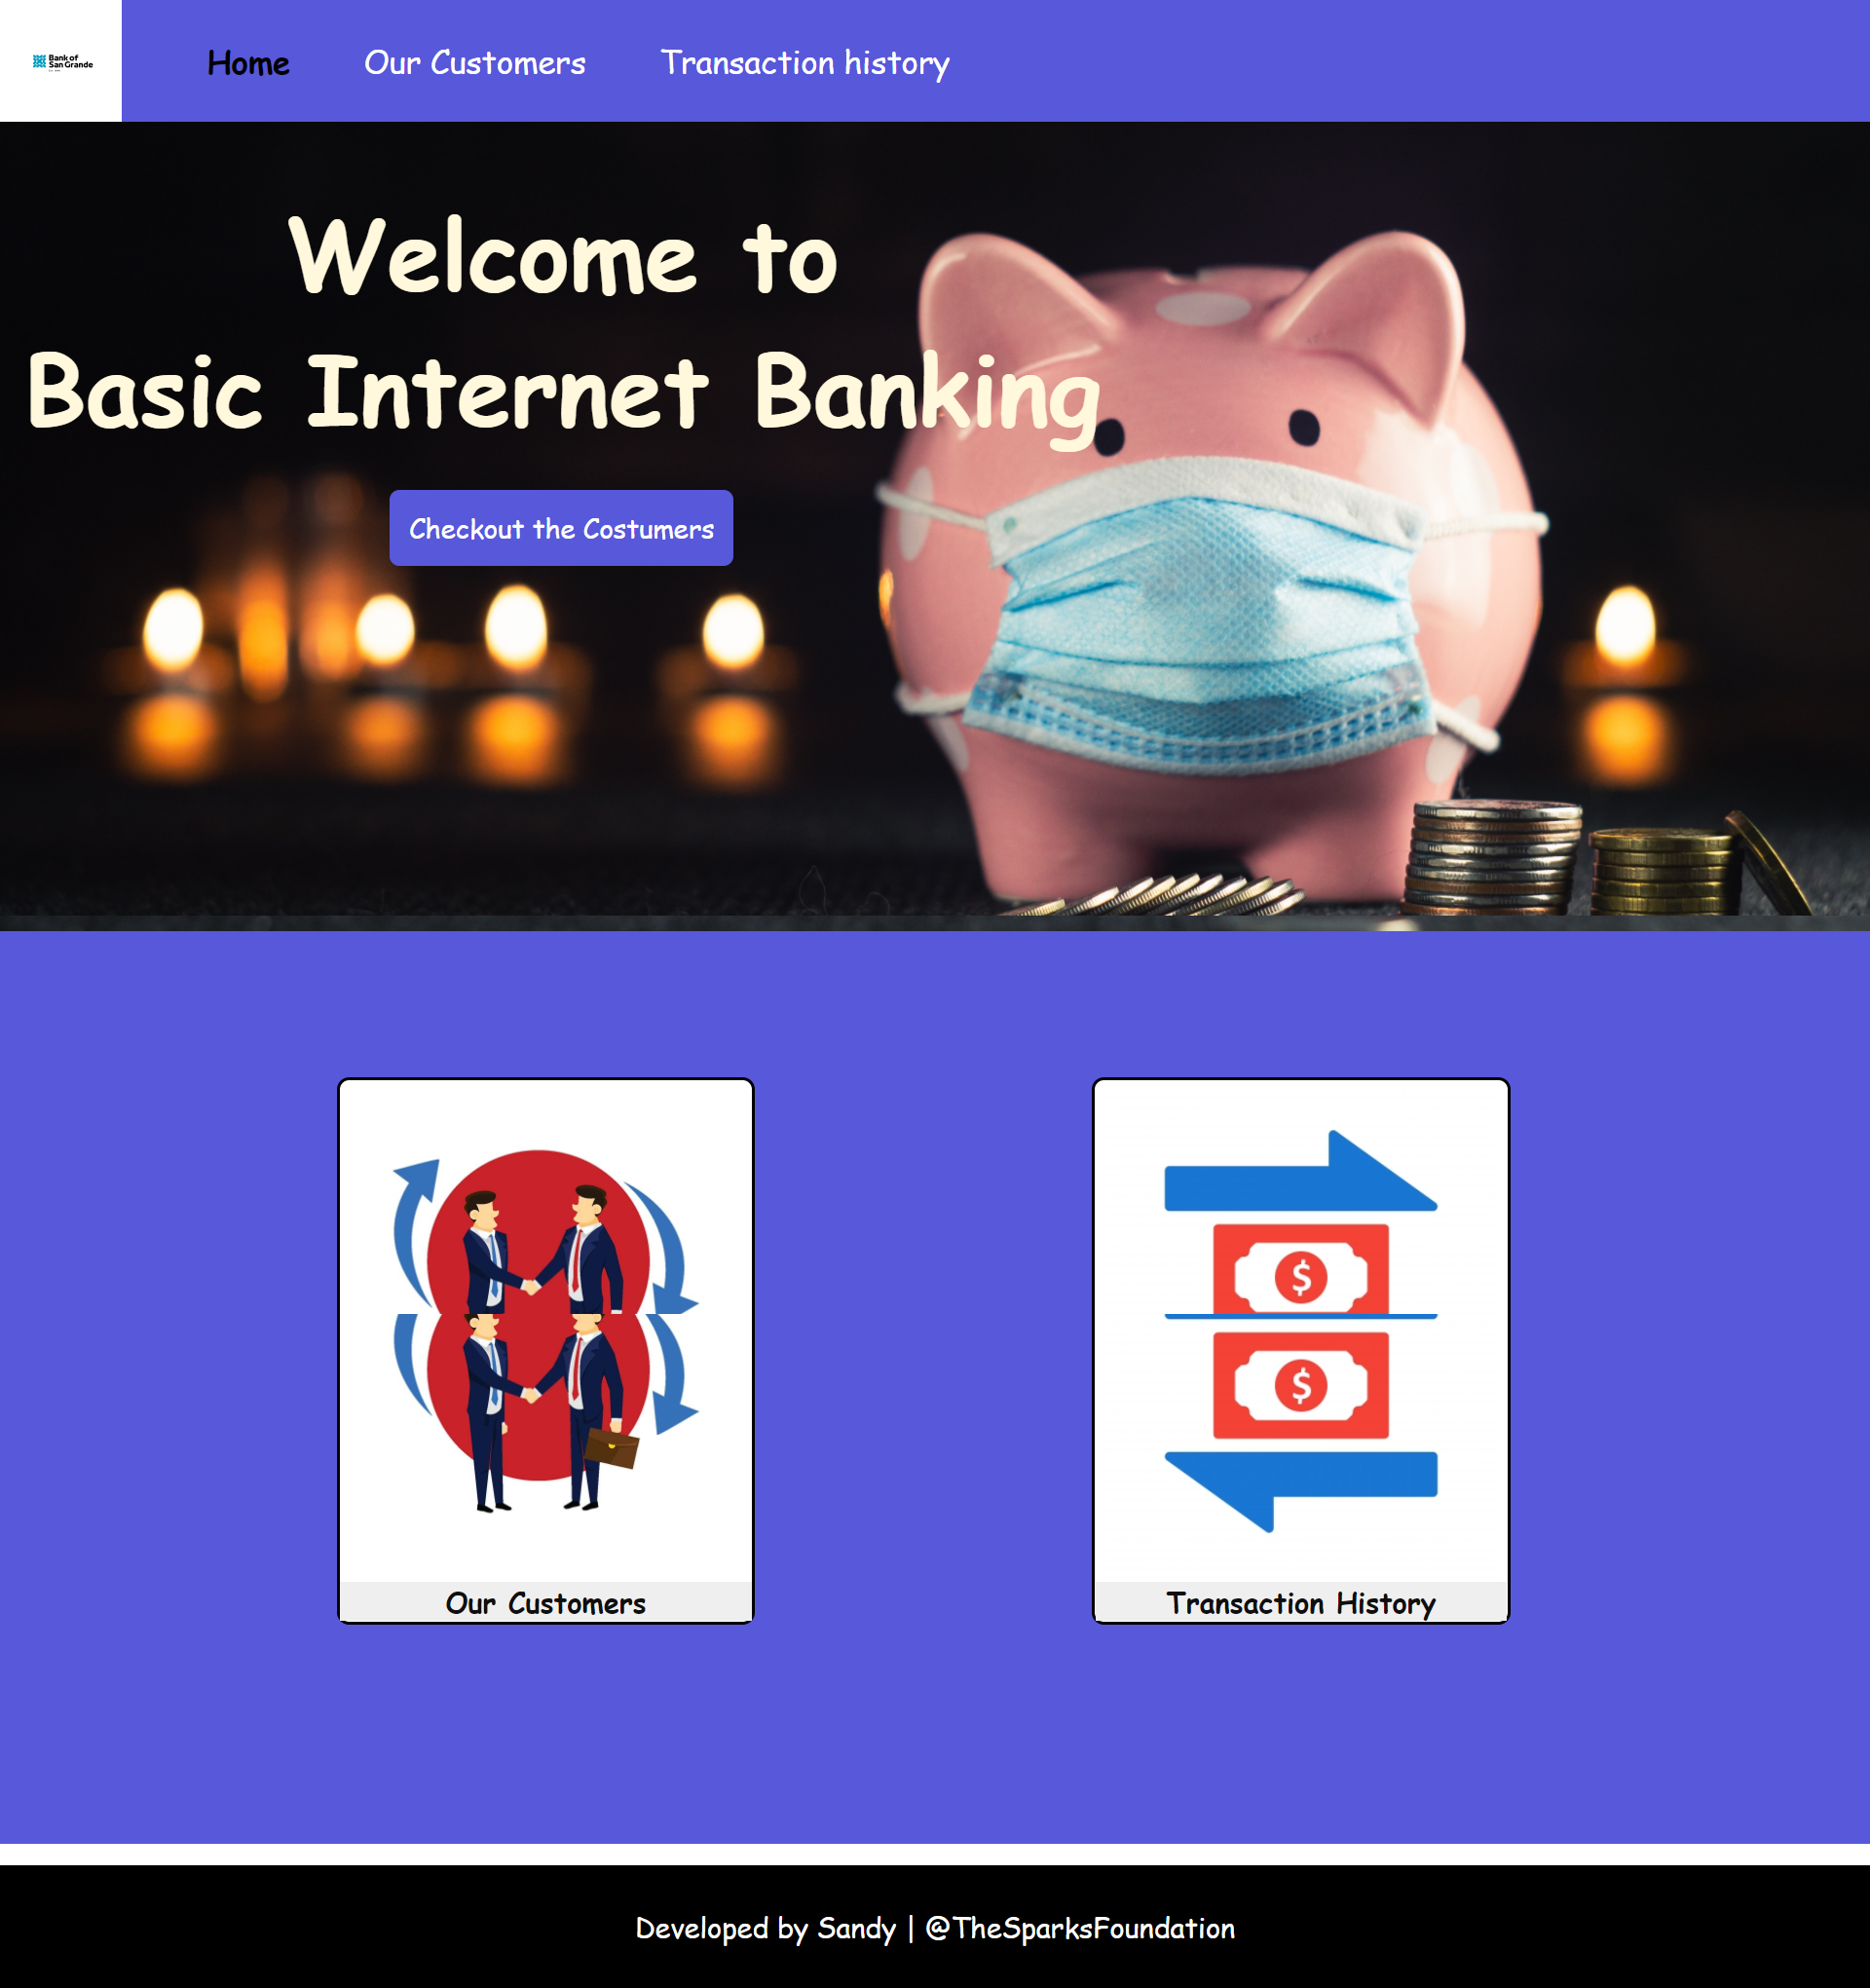 Bank of
San Grande
Home
Our Customers
Transaction history
Welcome to
Basic Internet Banking
Checkout the Costumers
$
$
Our Customers
Transaction History
Developed by Sandy | @TheSparksFoundation